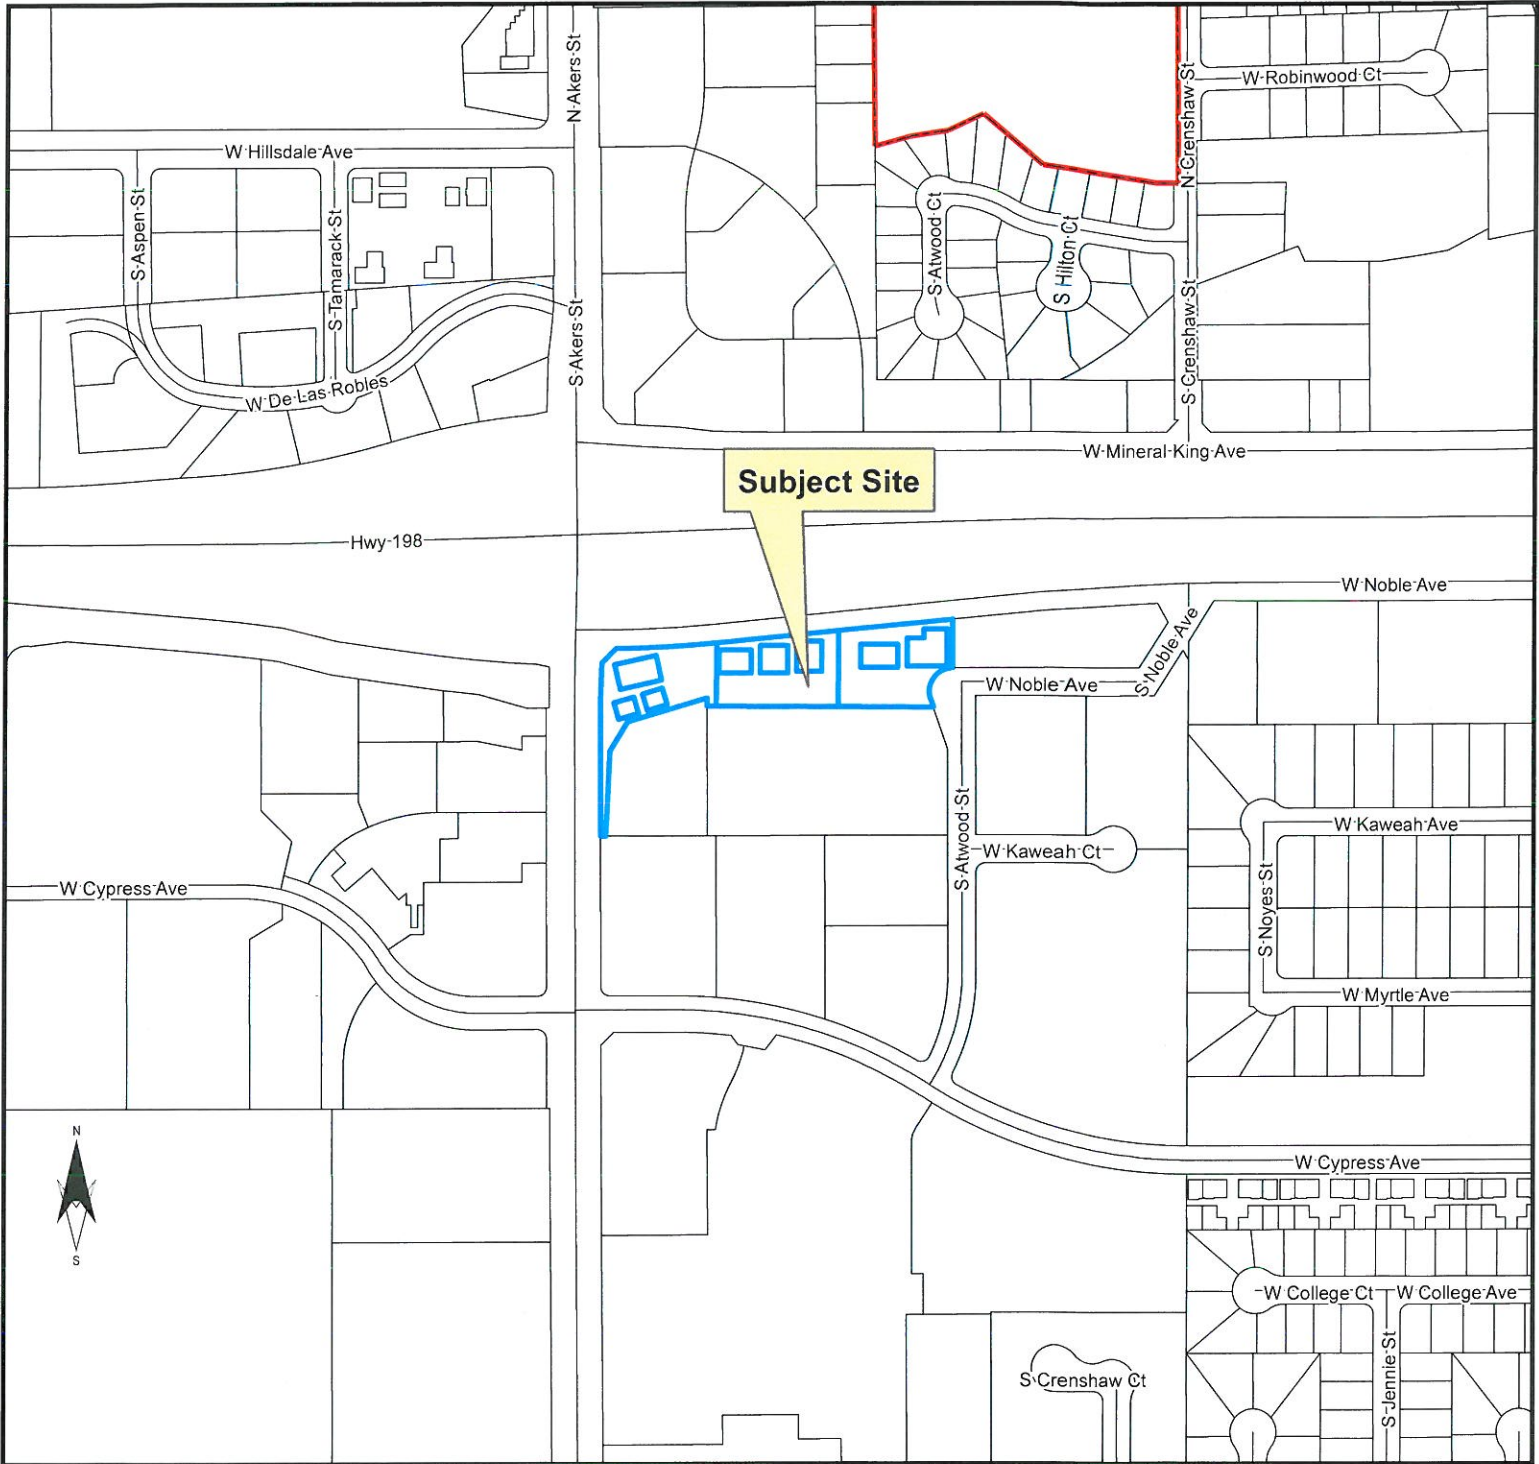 N Akers St
W Robinwood Ct
N Crenshaw St
W Hillsdale Ave
S Aspen St
S Tamarack St
S Atwood Ct
S Hilton Ct
S Akers St
S Crenshaw St
W De Las Robles
W Mineral King Ave
Subject Site
Hwy 198
W Noble Ave
S Noble Ave
W Noble Ave
S Atwood St
W Kaweah Ave
W Kaweah Ct
W Cypress Ave
S Noyes St
W Myrtle Ave
N
S
W Cypress Ave
W College Ct
W College Ave
S Jennie St
S Crenshaw Ct